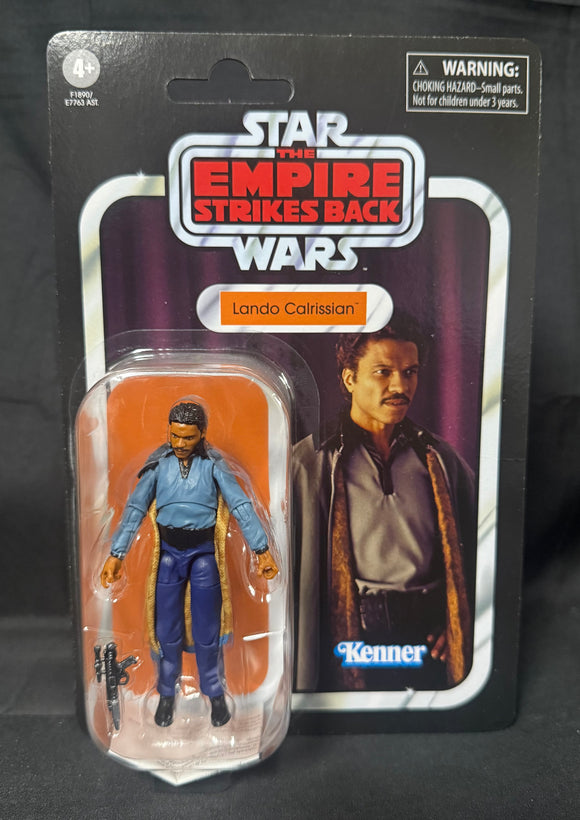 4+
F1890/
E7763 AST.
WARNING:
CHOKING HAZARD–Small parts.
Not for children under 3 years.
STAR
THE
EMPIRE
STRIKES BACK
WARS
TM
Lando Calrissian™
Kenner